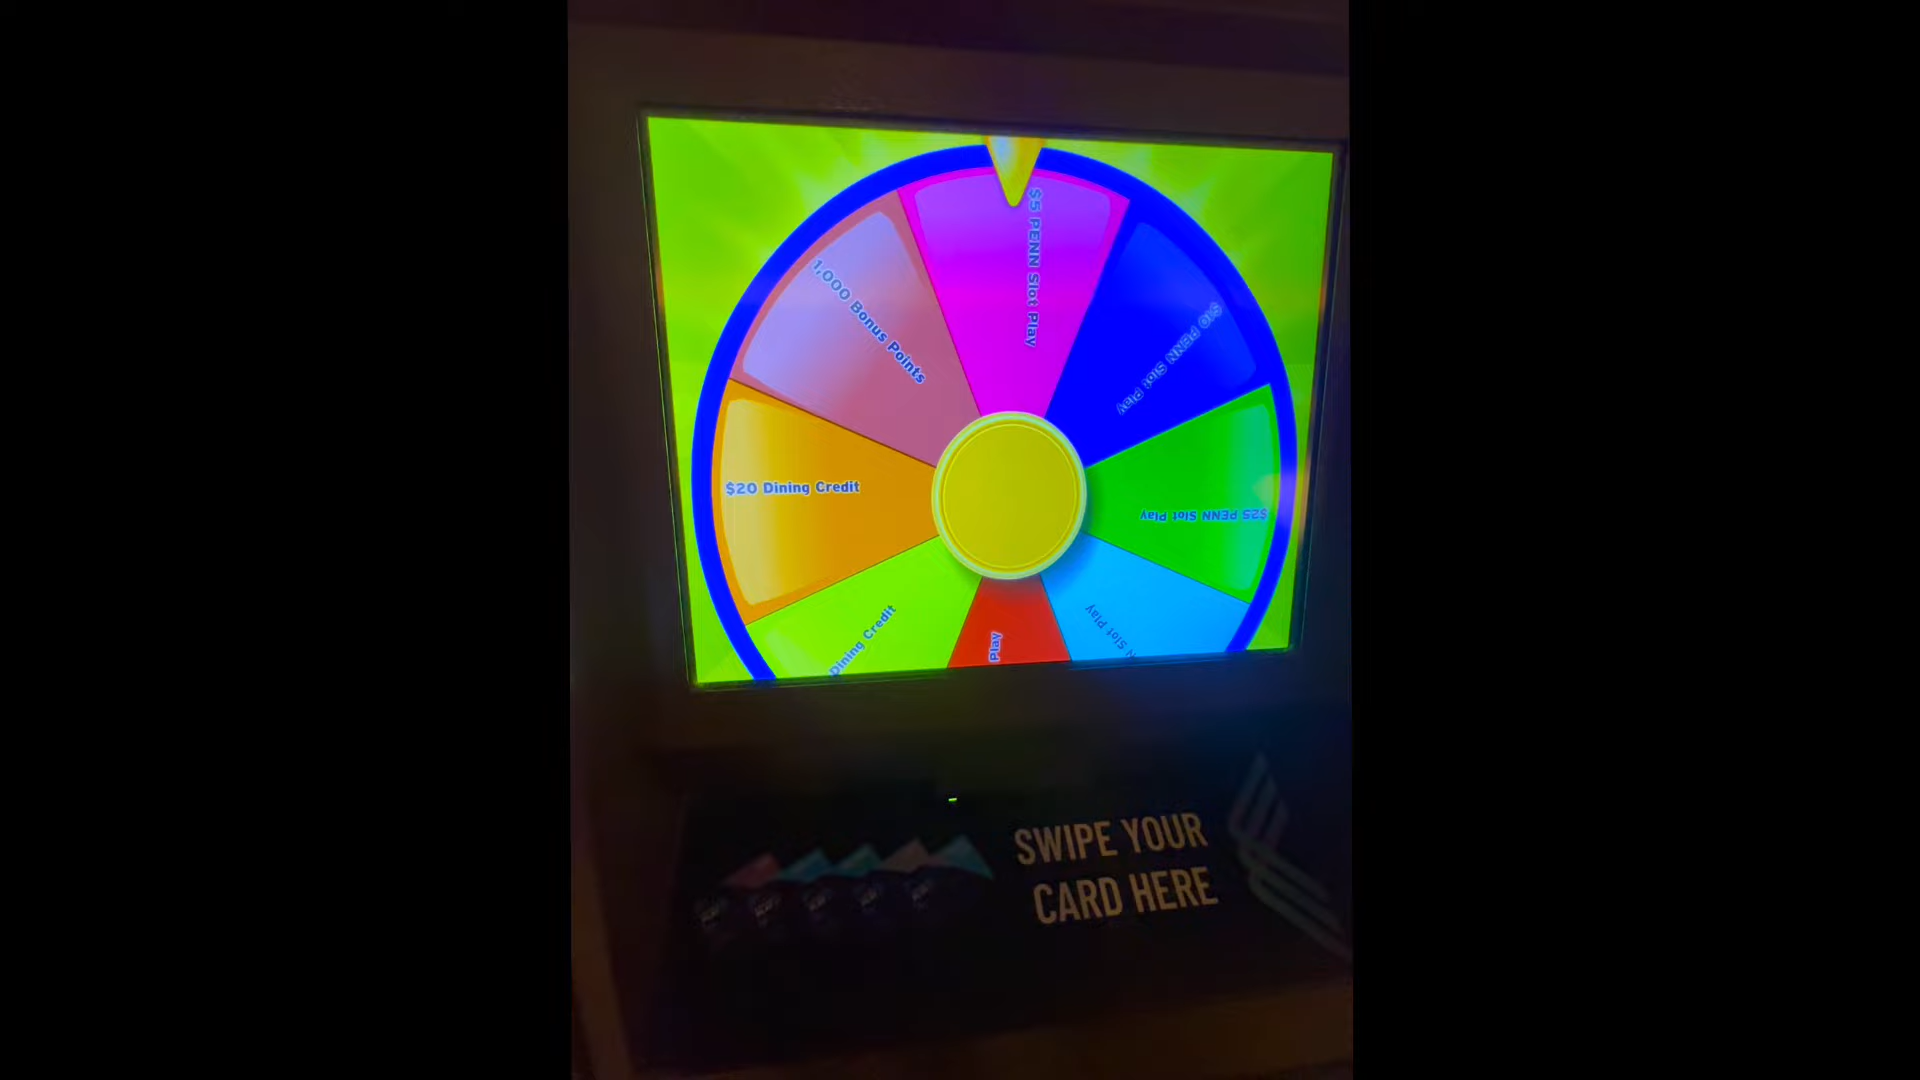 $5 PENN Slot Play
1,000 Bonus Points
$10 PENN Slot Play
$20 Dining Credit
$25 PENN Slot Play
Dining Credit
Play
Slot Play
SWIPE YOUR
CARD HERE